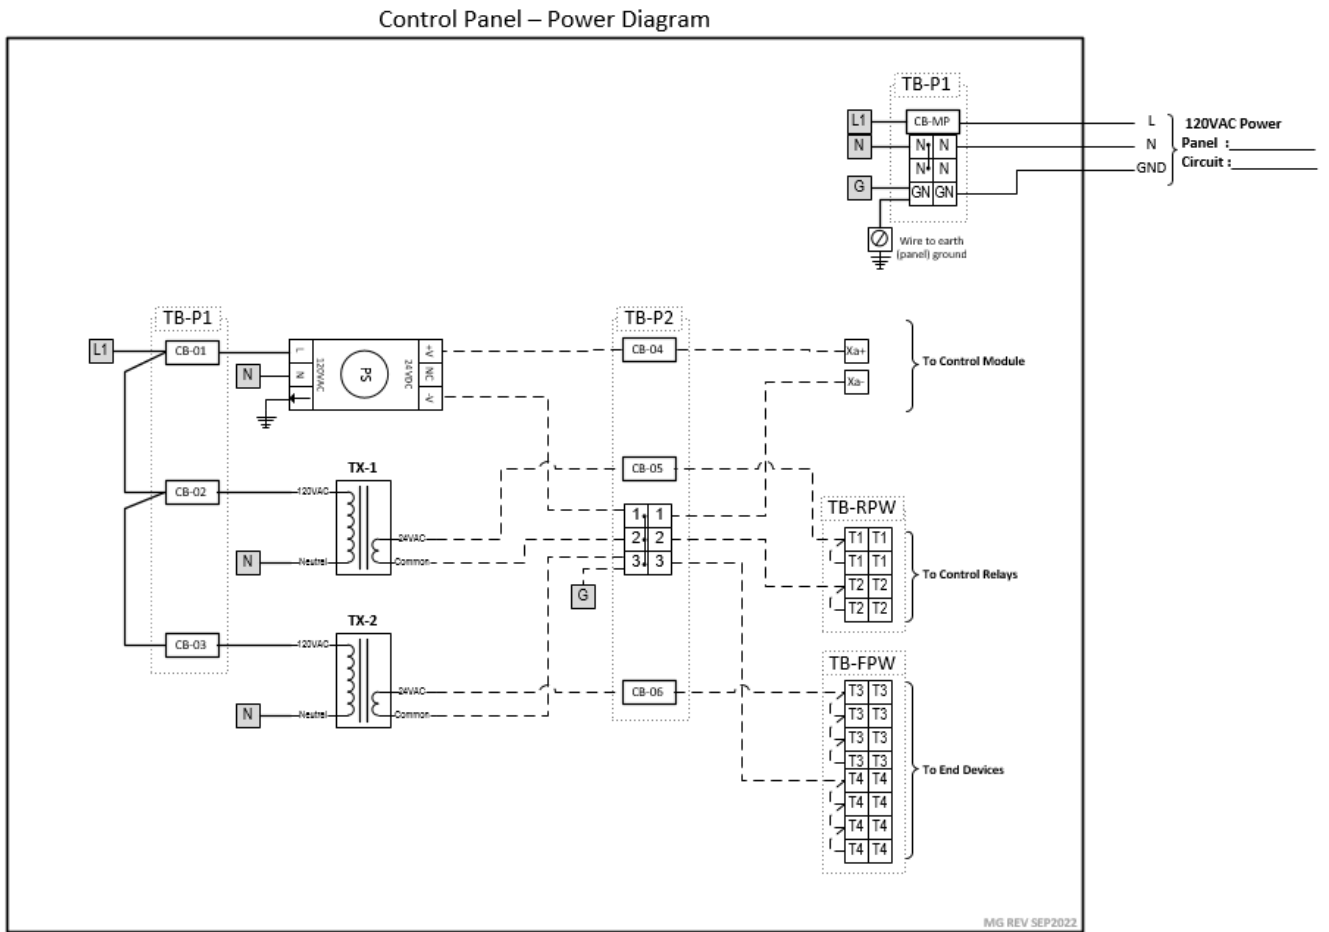 Control Panel – Power Diagram
TB-P1
L1 CB-MP L
N N N N
N N
G GN GN GND
120VAC Power
Panel :
Circuit :
Wire to earth
(panel) ground
TB-P1
TB-P2
L1 CB-01 L +V CB-04 Xa+
N N 120VAC PS 24VDC NC
-V Xa-
To Control Module
TX-1
CB-05
CB-02 120VAC
24VAC
N Neutral Common
1 1
2 2
3 3
G
TB-RPW
T1 T1
T1 T1
T2 T2
T2 T2
To Control Relays
TX-2
CB-03 120VAC
24VAC CB-06
N Neutral Common
TB-FPW
T3 T3
T3 T3
T3 T3
T3 T3
T4 T4
T4 T4
T4 T4
T4 T4
To End Devices
MG REV SEP2022